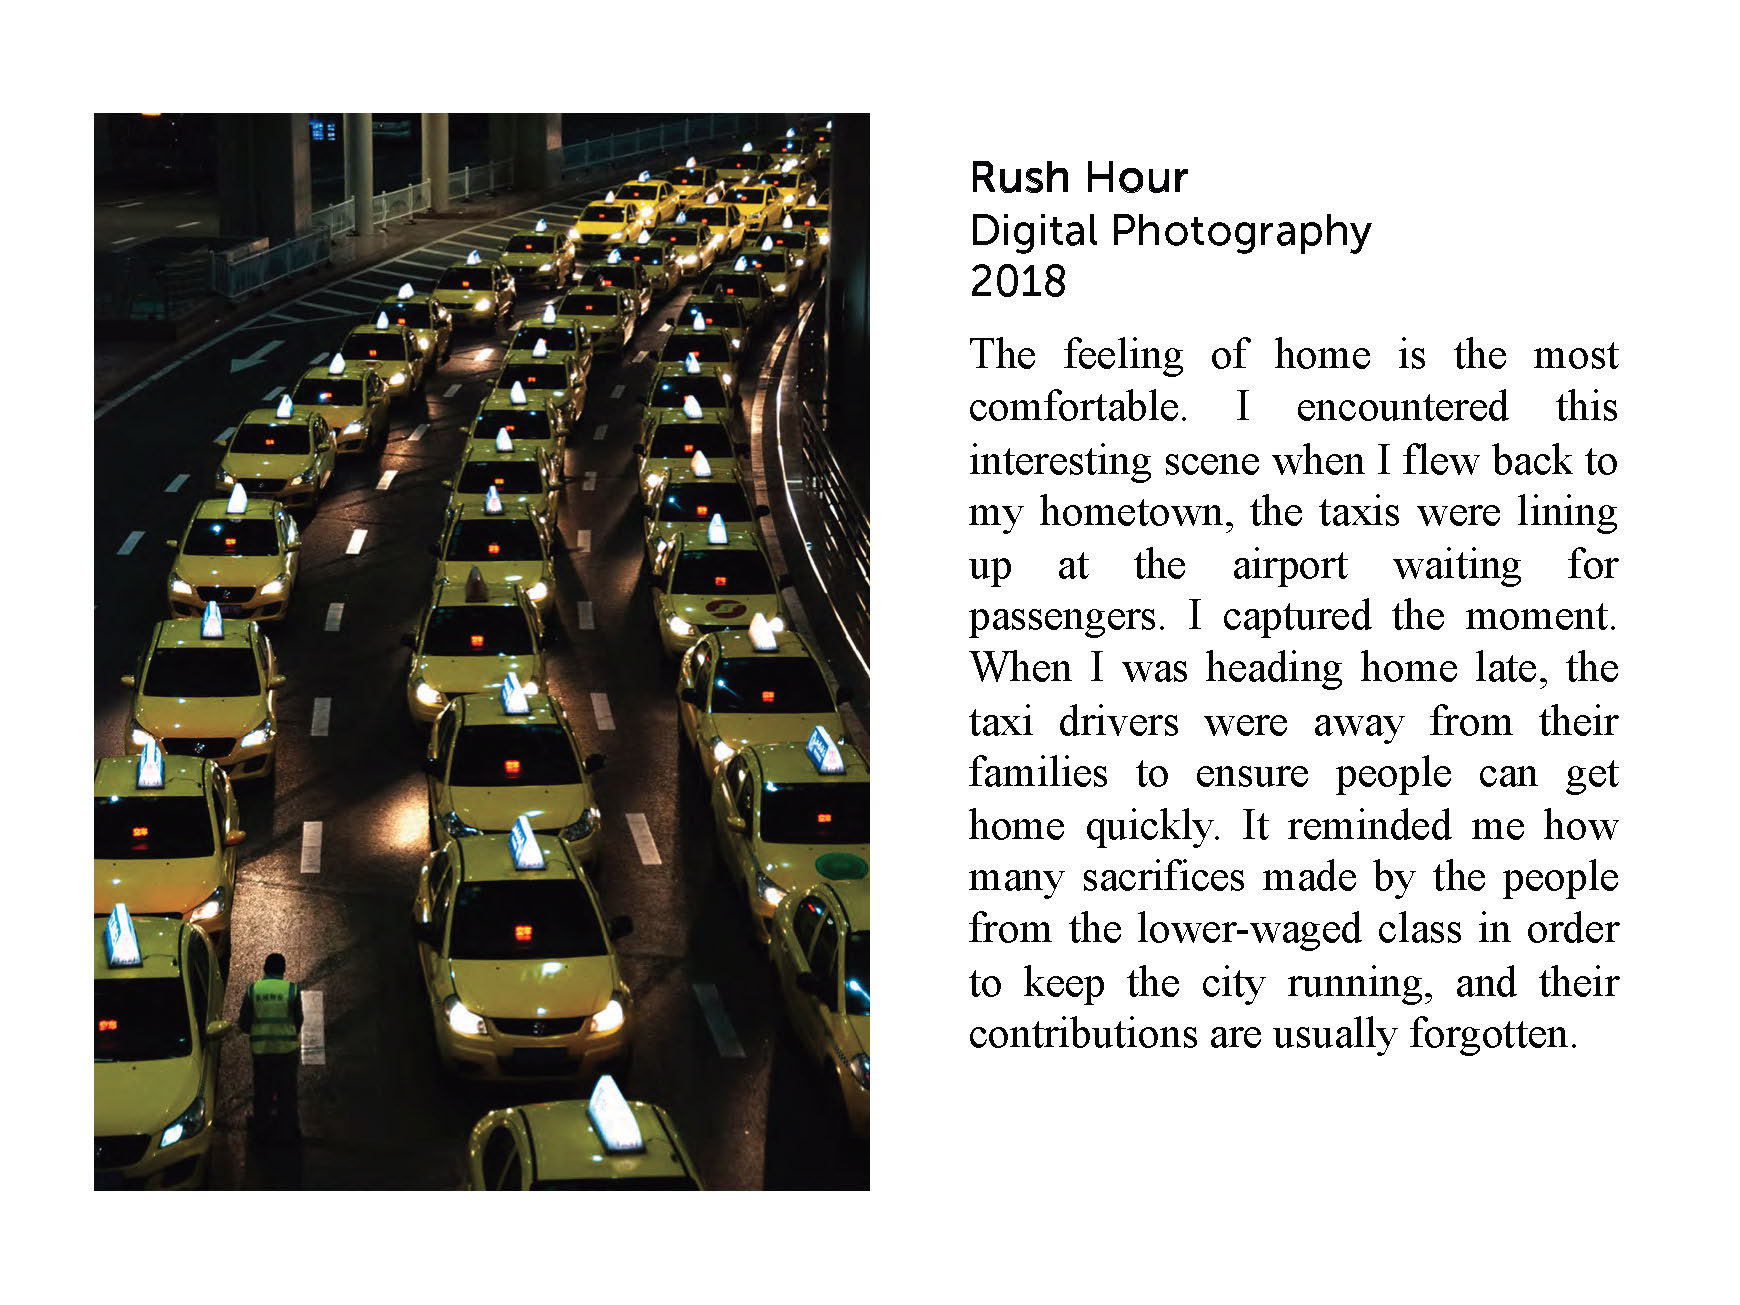 Rush Hour
Digital Photography
2018
The feeling of home is the most
comfortable. I encountered this
interesting scene when I flew back to
my hometown, the taxis were lining
up at the airport waiting for
passengers. I captured the moment.
When I was heading home late, the
taxi drivers were away from their
families to ensure people can get
home quickly. It reminded me how
many sacrifices made by the people
from the lower-waged class in order
to keep the city running, and their
contributions are usually forgotten.